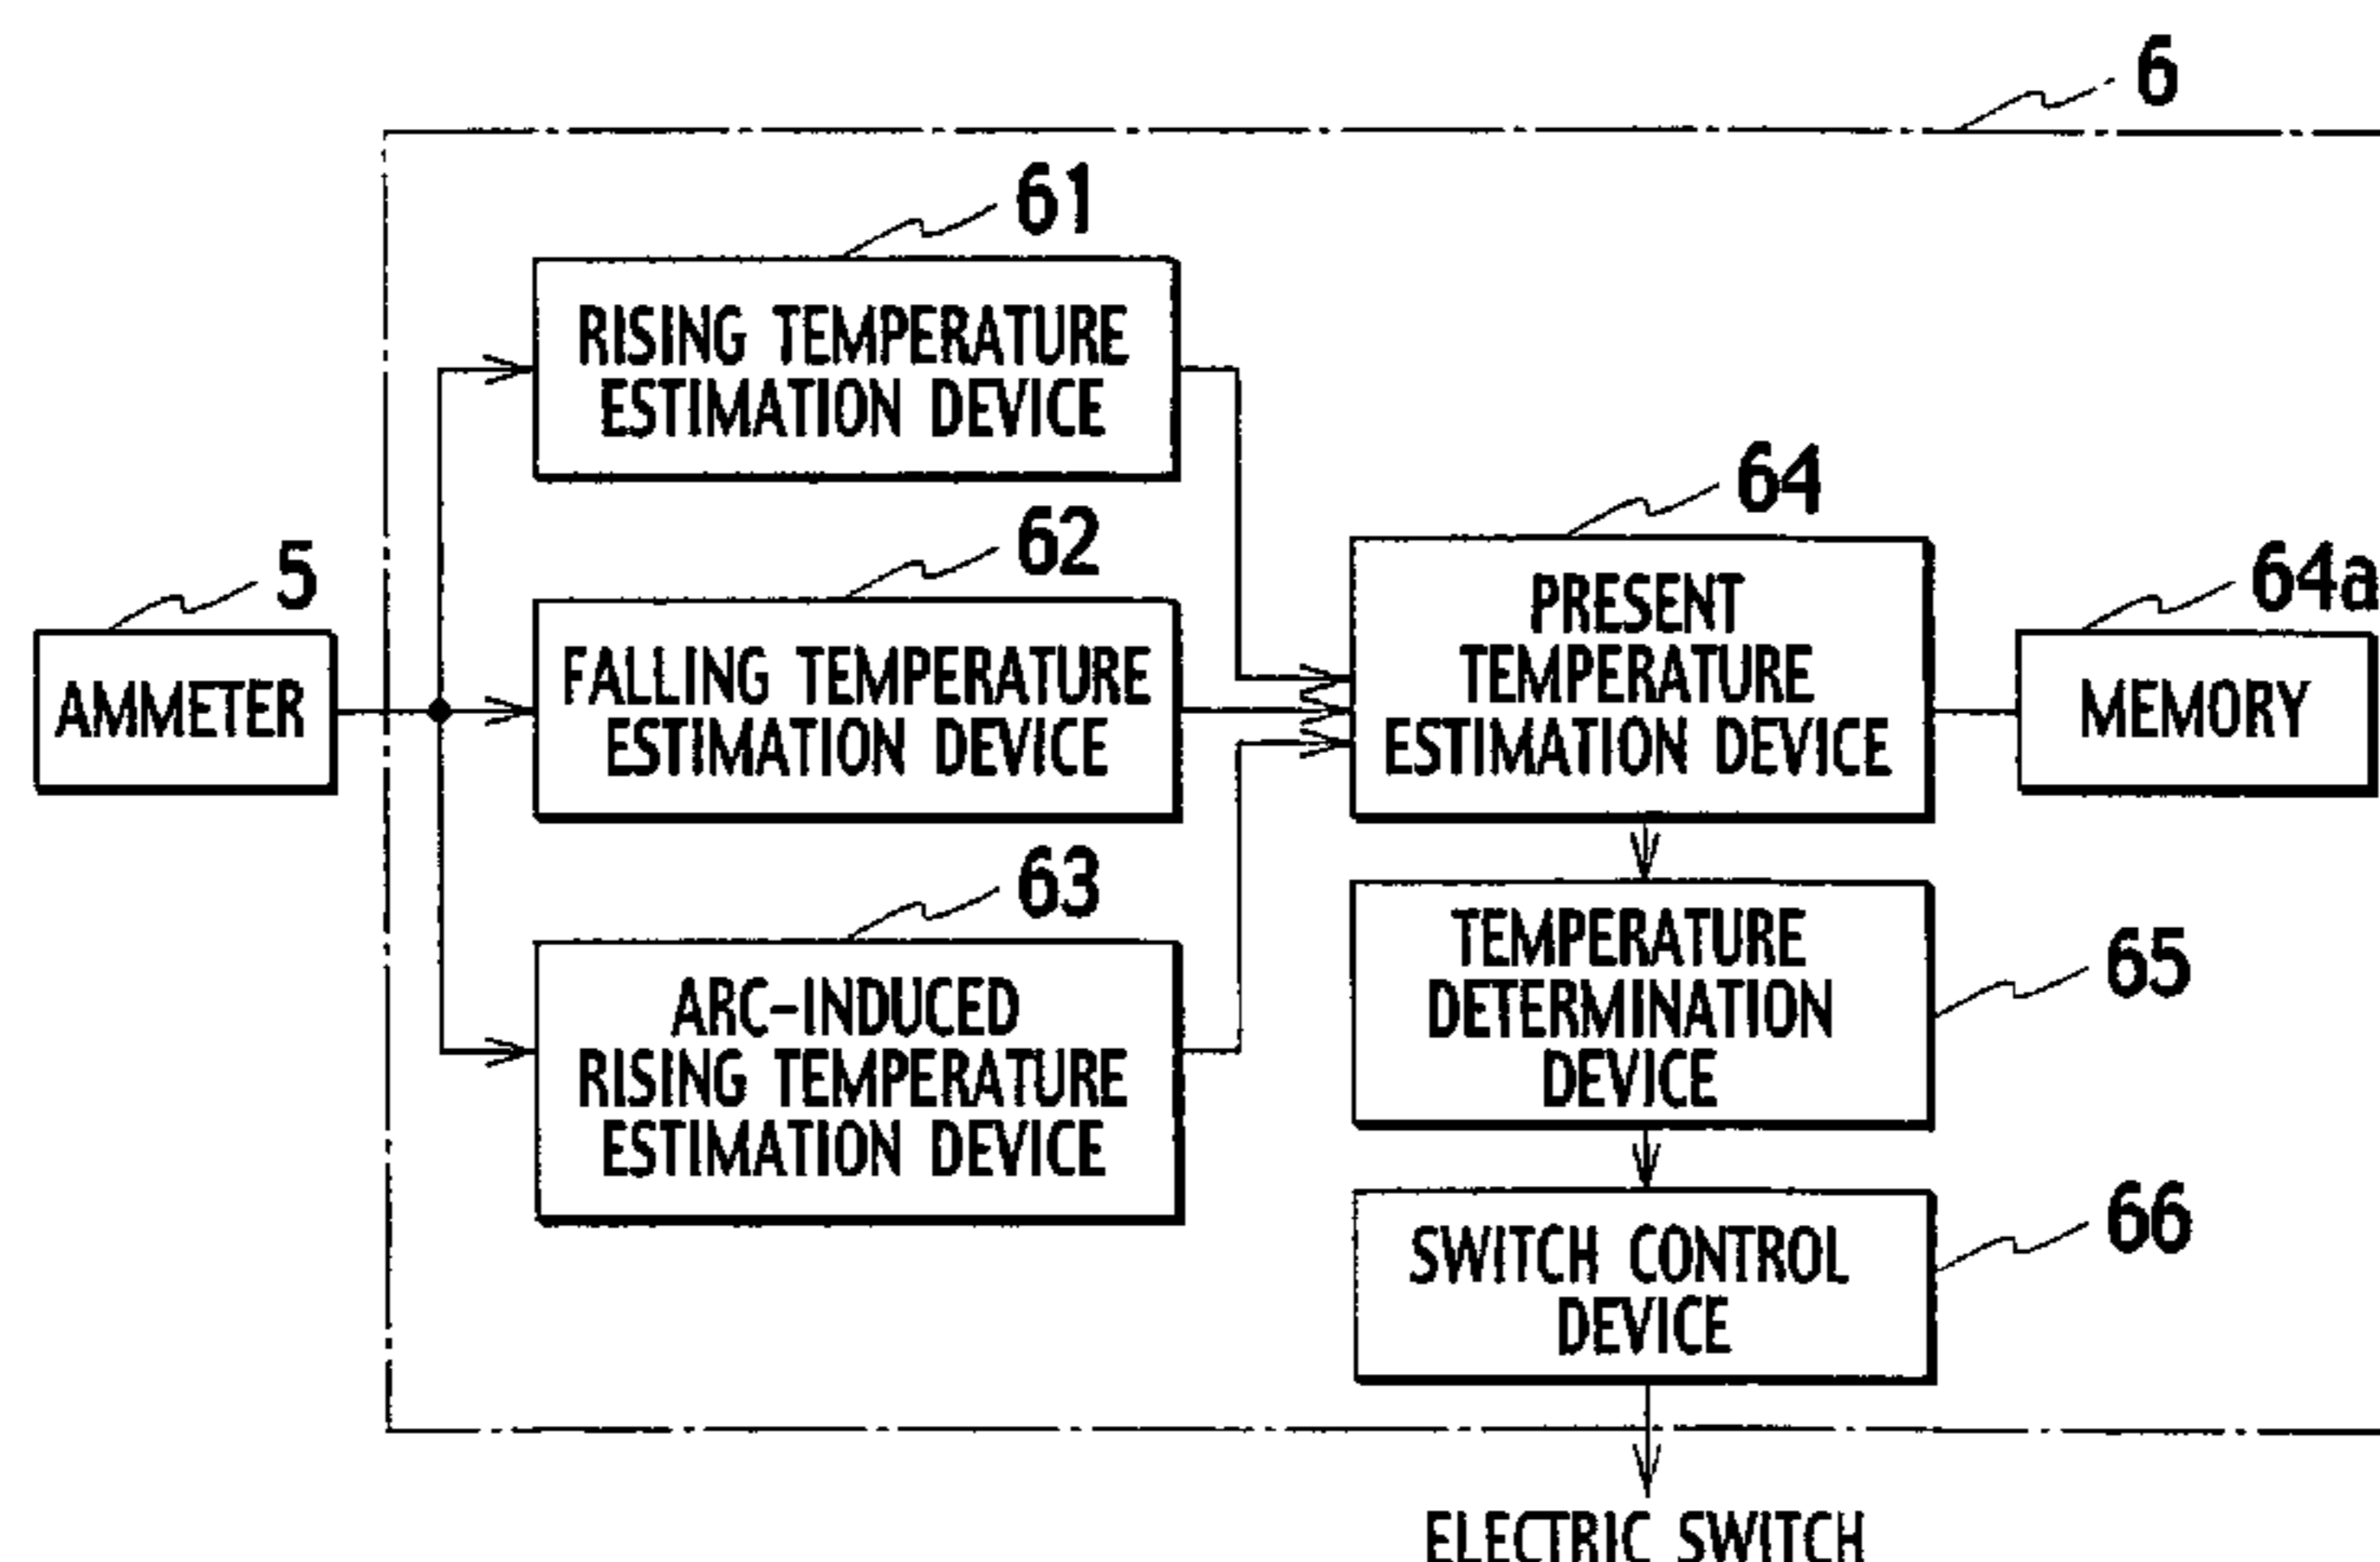 6
61
RISING TEMPERATURE
ESTIMATION DEVICE
62
64
5
64a
FALLING TEMPERATURE
ESTIMATION DEVICE
PRESENT
TEMPERATURE
ESTIMATION DEVICE
AMMETER
MEMORY
63
ARC-INDUCED
RISING TEMPERATURE
ESTIMATION DEVICE
TEMPERATURE
DETERMINATION
DEVICE
65
SWITCH CONTROL
DEVICE
66
ELECTRIC SWITCH